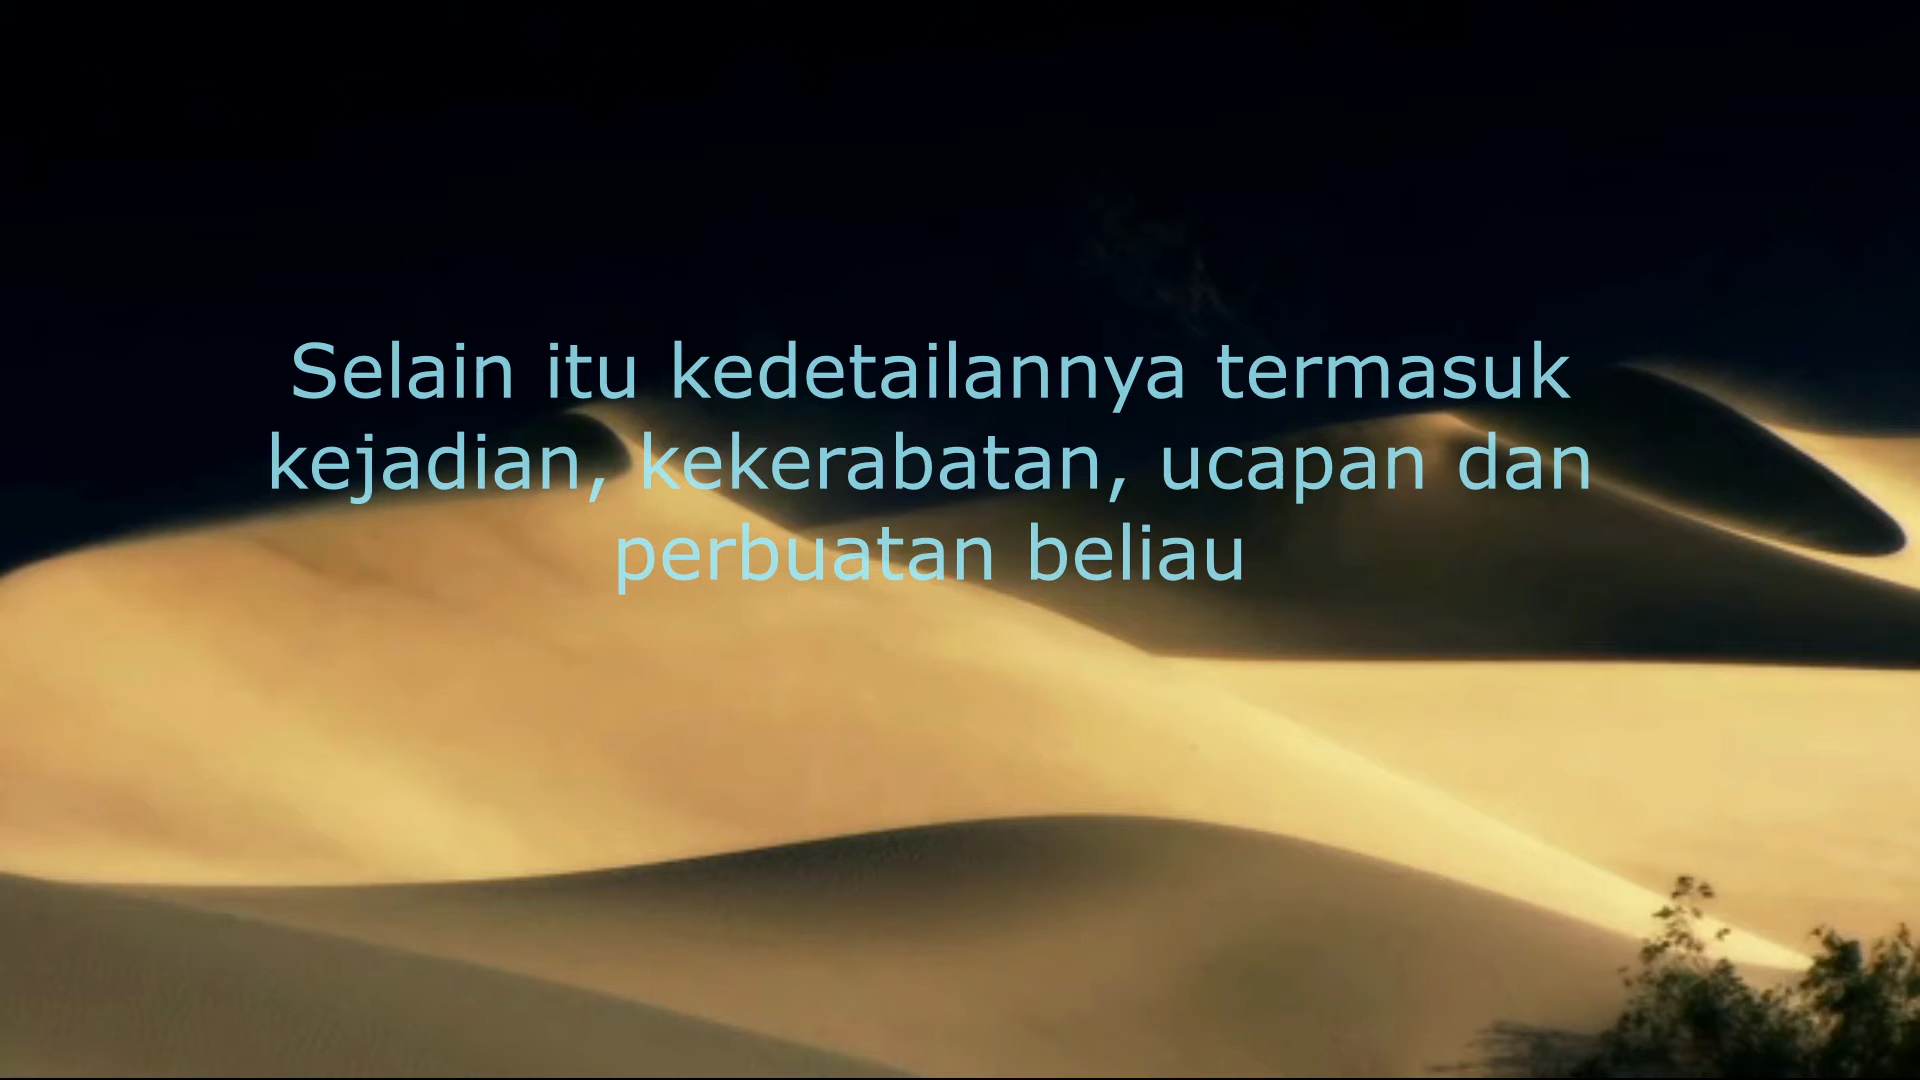 Selain itu kedetailannya termasuk
kejadian, kekerabatan, ucapan dan
perbuatan beliau